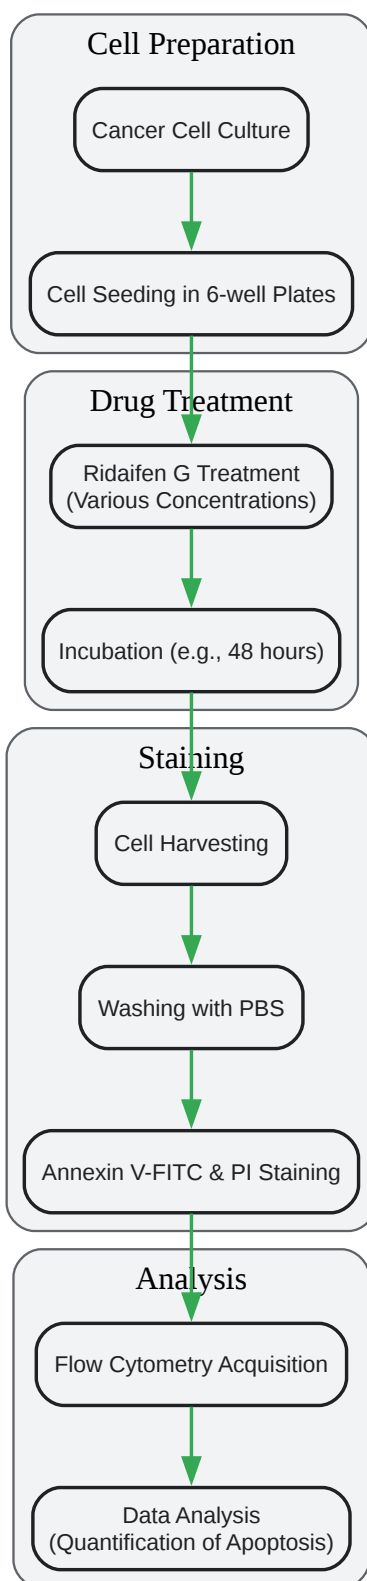 Cell Preparation
Cancer Cell Culture
Cell Seeding in 6-well Plates
Drug Treatment
Ridaifen G Treatment
(Various Concentrations)
Incubation (e.g., 48 hours)
Staining
Cell Harvesting
Washing with PBS
Annexin V-FITC & PI Staining
Analysis
Flow Cytometry Acquisition
Data Analysis
(Quantification of Apoptosis)